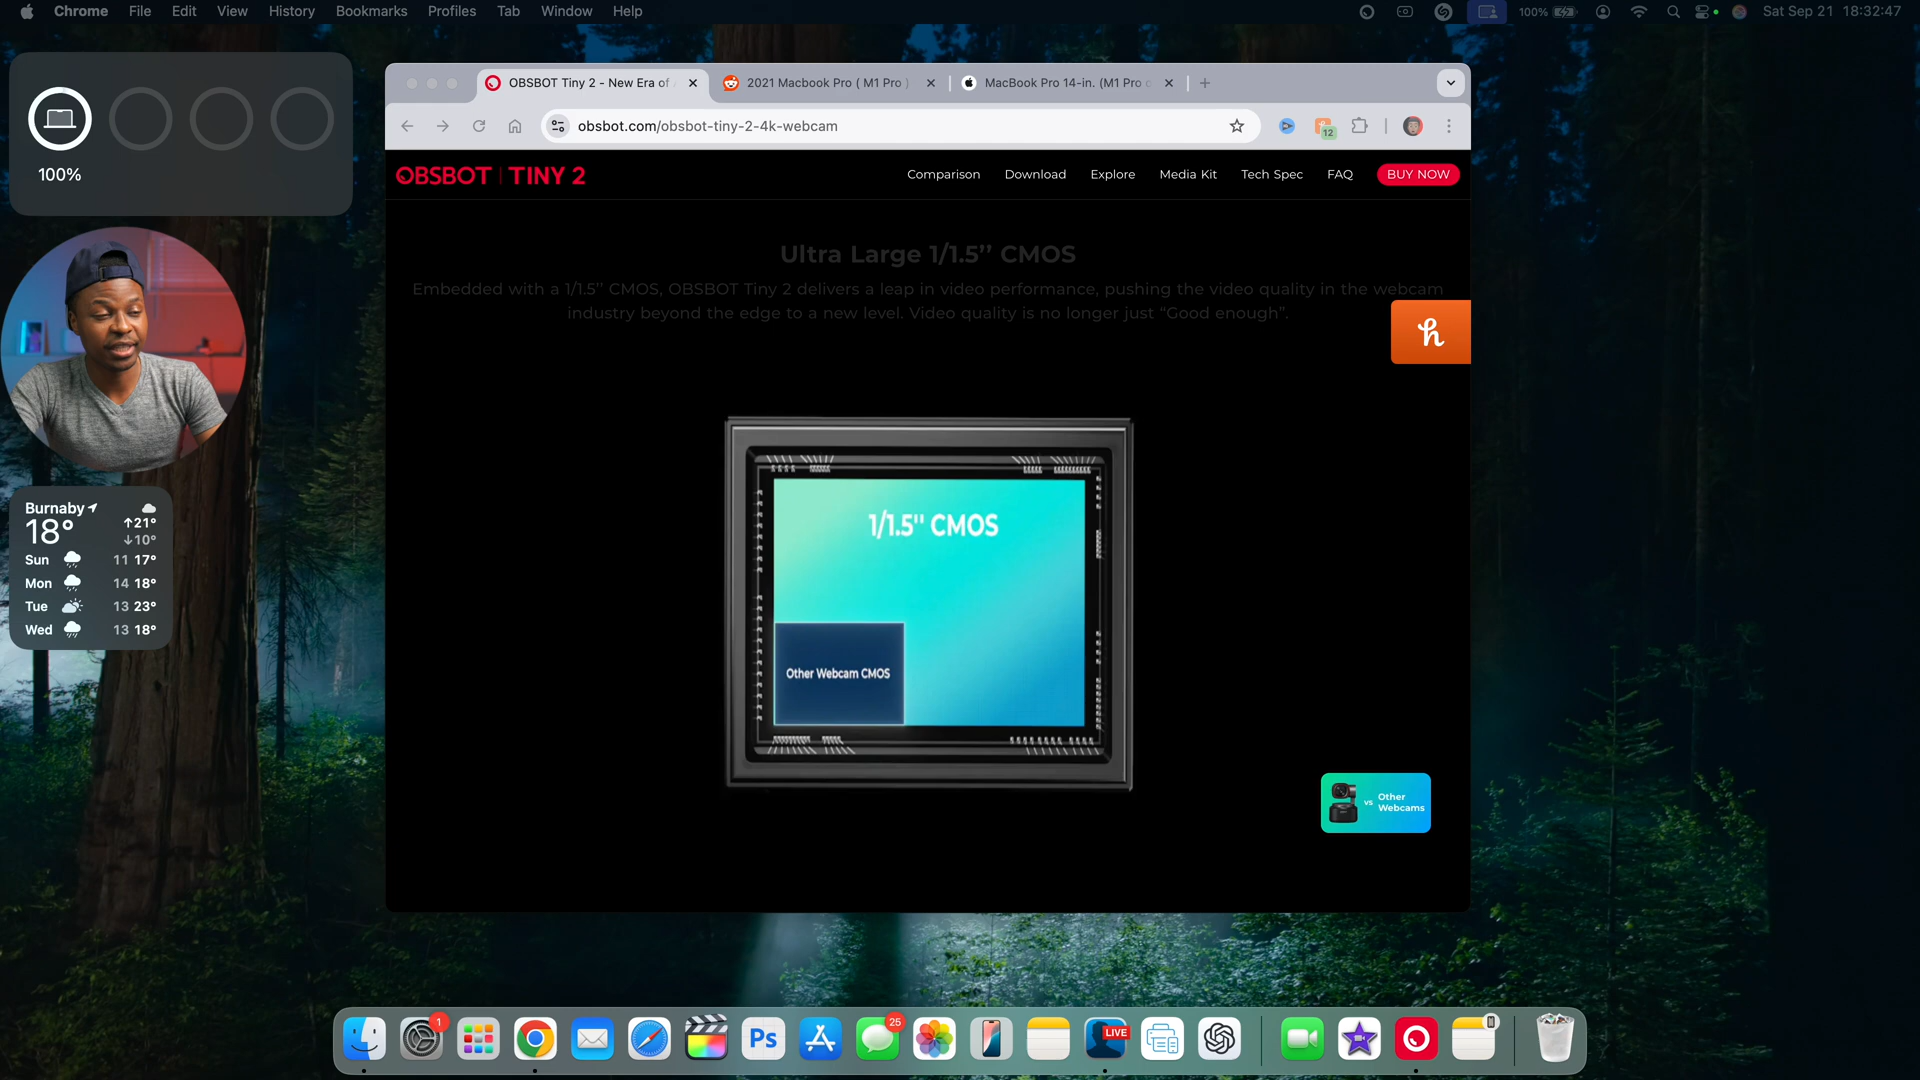 Chrome File Edit View History Bookmarks Profiles Tab Window Help
100% Sat Sep 21 18:32:47
100%
Burnaby
18°
↑21°
↓10°
Sun 11 17°
Mon 14 18°
Tue 13 23°
Wed 13 18°
OBSBOT Tiny 2 - New Era of
2021 Macbook Pro ( M1 Pro )
MacBook Pro 14-in. (M1 Pro
obsbot.com/obsbot-tiny-2-4k-webcam
12
OBSBOT | TINY 2
Comparison Download Explore Media Kit Tech Spec FAQ BUY NOW
Ultra Large 1/1.5’’ CMOS
Embedded with a 1/1.5’’ CMOS, OBSBOT Tiny 2 delivers a leap in video performance, pushing the video quality in the webcam
industry beyond the edge to a new level. Video quality is no longer just “Good enough”.
h
1/1.5" CMOS
Other Webcam CMOS
vs Other
Webcams
1
Ps
25
LIVE